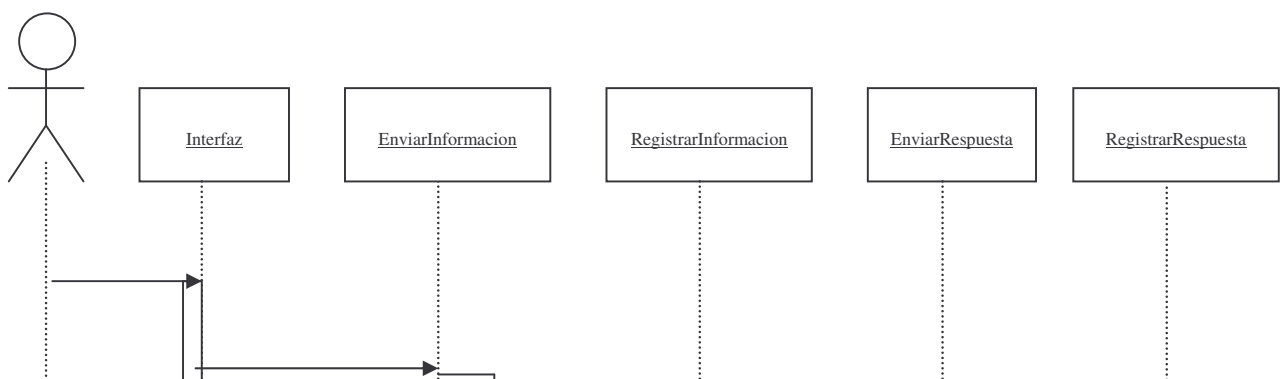 Interfaz
EnviarInformacion
RegistrarInformacion
EnviarRespuesta
RegistrarRespuesta